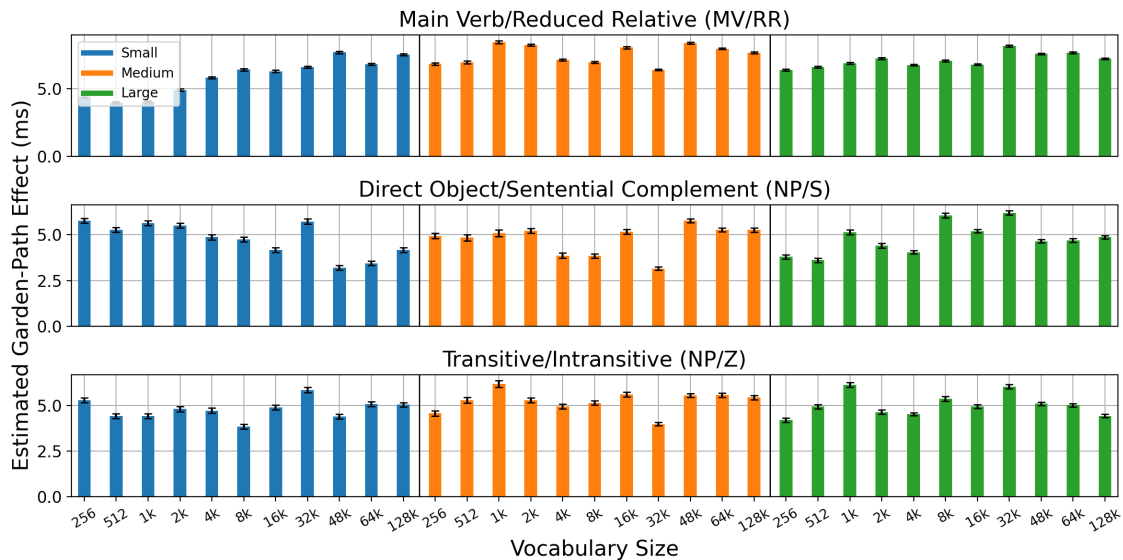 Main Verb/Reduced Relative (MV/RR)
Small
Medium
Large
5.0
0.0
Direct Object/Sentential Complement (NP/S)
5.0
2.5
0.0
Transitive/Intransitive (NP/Z)
5.0
2.5
0.0
Estimated Garden-Path Effect (ms)
256 512 1k 2k 4k 8k 16k 32k 48k 64k 128k 256 512 1k 2k 4k 8k 16k 32k 48k 64k 128k 256 512 1k 2k 4k 8k 16k 32k 48k 64k 128k
Vocabulary Size